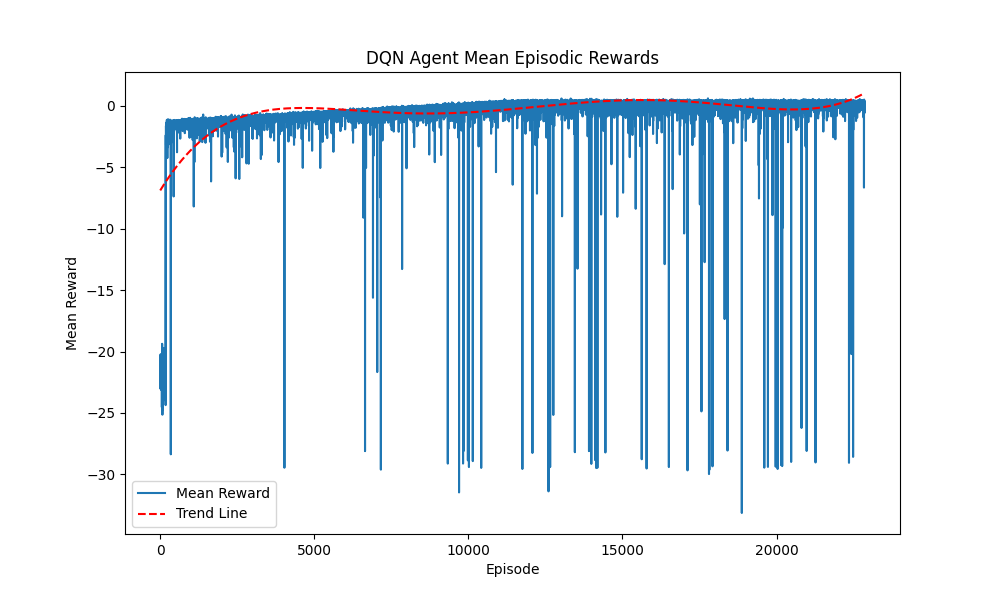 DQN Agent Mean Episodic Rewards
0
−5
−10
−15
−20
−25
−30
Mean Reward
Mean Reward
Trend Line
0
5000
10000
15000
20000
Episode